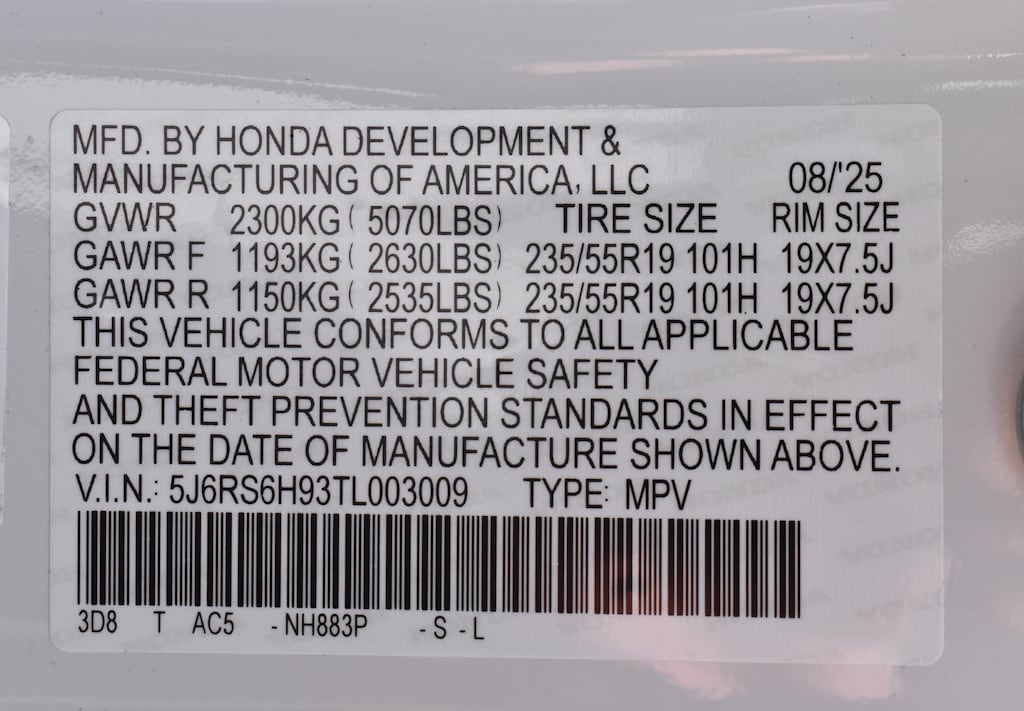 MFD. BY HONDA DEVELOPMENT &
MANUFACTURING OF AMERICA, LLC 08/'25
GVWR 2300KG ( 5070LBS) TIRE SIZE RIM SIZE
GAWR F 1193KG ( 2630LBS) 235/55R19 101H 19X7.5J
GAWR R 1150KG ( 2535LBS) 235/55R19 101H 19X7.5J
THIS VEHICLE CONFORMS TO ALL APPLICABLE
FEDERAL MOTOR VEHICLE SAFETY
AND THEFT PREVENTION STANDARDS IN EFFECT
ON THE DATE OF MANUFACTURE SHOWN ABOVE.
V.I.N.: 5J6RS6H93TL003009 TYPE: MPV
3D8 T AC5 -NH883P -S-L